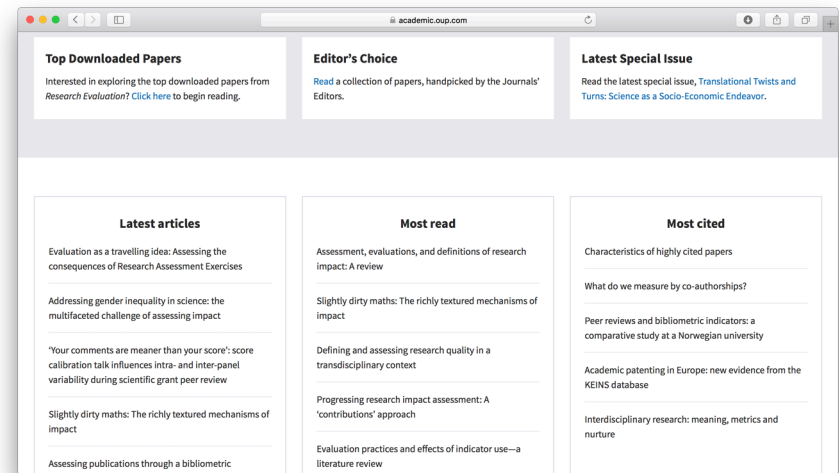 academic.oup.com
Top Downloaded Papers
Interested in exploring the top downloaded papers from
Research Evaluation? Click here to begin reading.
Editor's Choice
Read a collection of papers, handpicked by the Journals'
Editors.
Latest Special Issue
Read the latest special issue, Translational Twists and
Turns: Science as a Socio-Economic Endeavor.
Latest articles
Evaluation as a travelling idea: Assessing the
consequences of Research Assessment Exercises
Addressing gender inequality in science: the
multifaceted challenge of assessing impact
'Your comments are meaner than your score': score
calibration talk influences intra- and inter-panel
variability during scientific grant peer review
Slightly dirty maths: The richly textured mechanisms of
impact
Assessing publications through a bibliometric
Most read
Assessment, evaluations, and definitions of research
impact: A review
Slightly dirty maths: The richly textured mechanisms of
impact
Defining and assessing research quality in a
transdisciplinary context
Progressing research impact assessment: A
'contributions' approach
Evaluation practices and effects of indicator use—a
literature review
Most cited
Characteristics of highly cited papers
What do we measure by co-authorships?
Peer reviews and bibliometric indicators: a
comparative study at a Norwegian university
Academic patenting in Europe: new evidence from the
KEINS database
Interdisciplinary research: meaning, metrics and
nurture